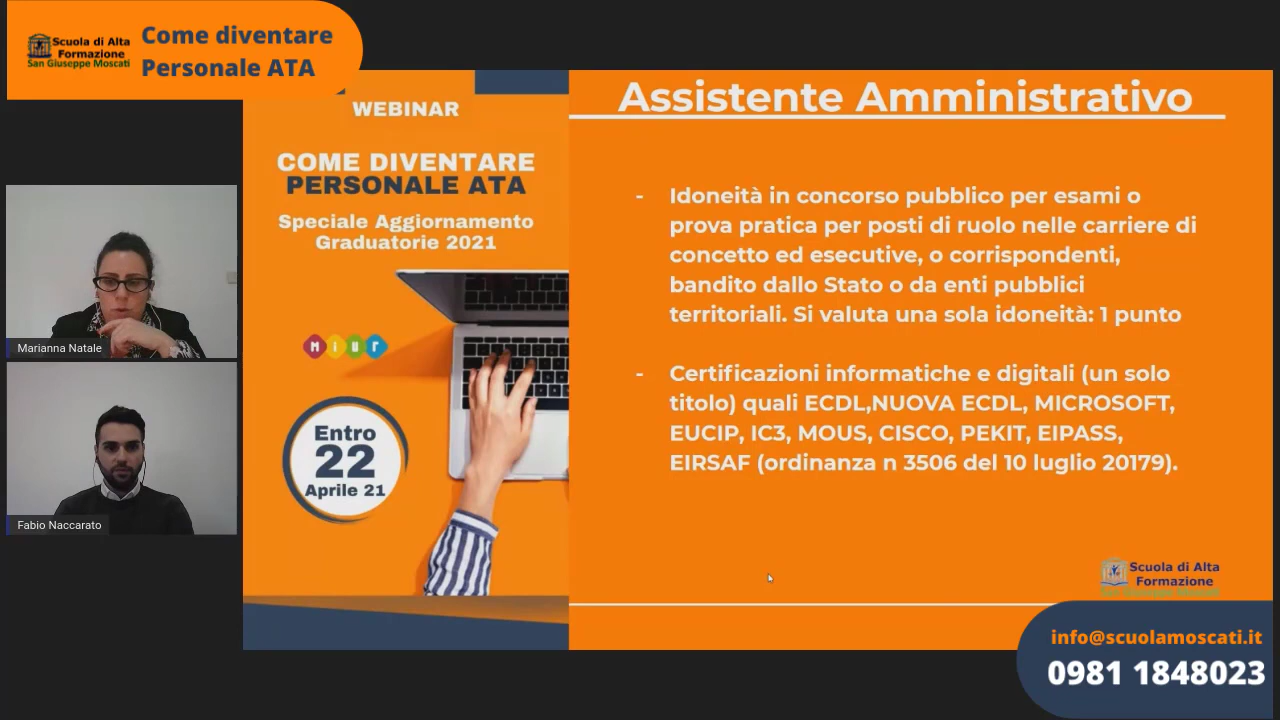 Scuola di Alta
Formazione
San Giuseppe Moscati
Come diventare
Personale ATA
WEBINAR
COME DIVENTARE
PERSONALE ATA
Speciale Aggiornamento
Graduatorie 2021
MIUR
Entro
22
Aprile 21
Assistente Amministrativo
- Idoneità in concorso pubblico per esami o
prova pratica per posti di ruolo nelle carriere di
concetto ed esecutive, o corrispondenti,
bandito dallo Stato o da enti pubblici
territoriali. Si valuta una sola idoneità: 1 punto
- Certificazioni informatiche e digitali (un solo
titolo) quali ECDL,NUOVA ECDL, MICROSOFT,
EUCIP, IC3, MOUS, CISCO, PEKIT, EIPASS,
EIRSAF (ordinanza n 3506 del 10 luglio 20179).
Marianna Natale
Fabio Naccarato
Scuola di Alta
Formazione
San Giuseppe Moscati
info@scuolamoscati.it
0981 1848023